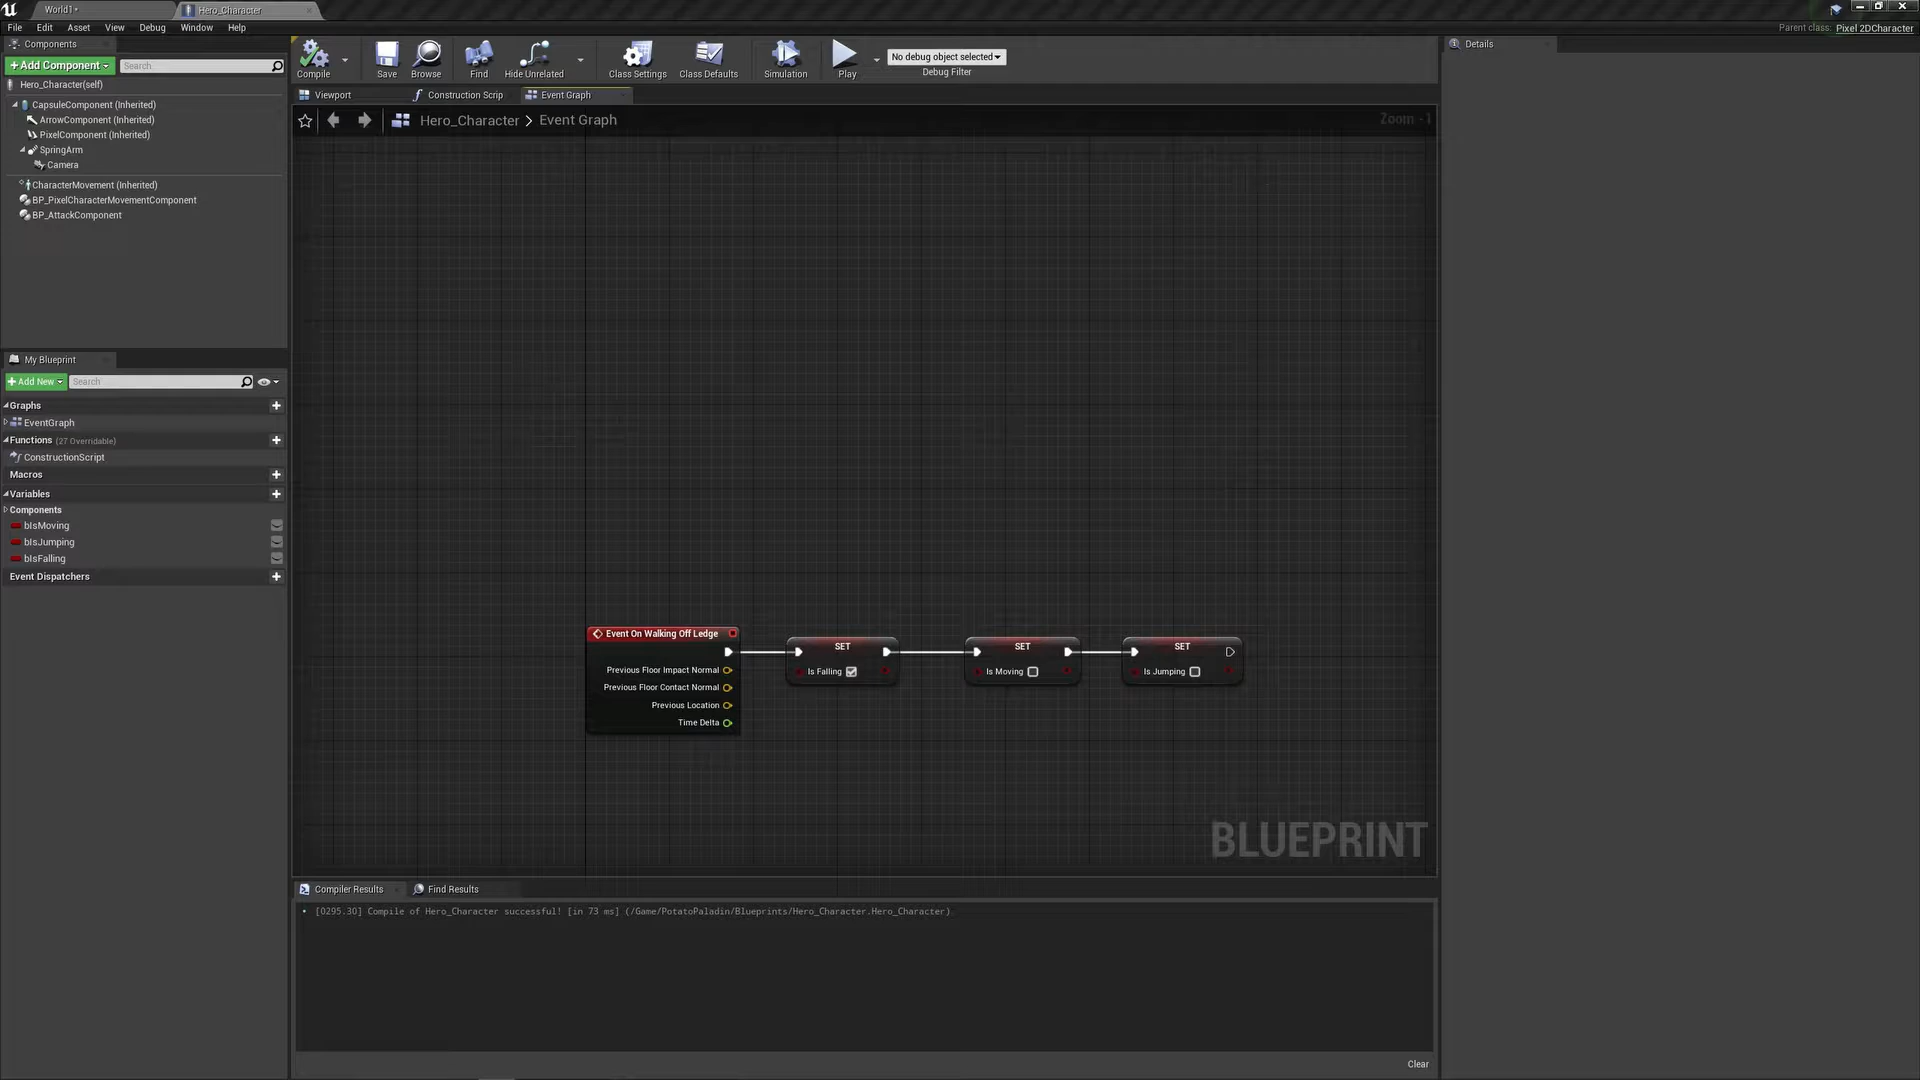 World1•
Hero_Character
File Edit Asset View Debug Window Help
Parent class: Pixel 2DCharacter
Components
Add Component
Search
Hero_Character(self)
CapsuleComponent (Inherited)
ArrowComponent (Inherited)
PixelComponent (Inherited)
SpringArm
Camera
CharacterMovement (Inherited)
BP_PixelCharacterMovementComponent
BP_AttackComponent
My Blueprint
Add New
Search
Graphs
EventGraph
Functions (27 Overridable)
ConstructionScript
Macros
Variables
Components
bIsMoving
bIsJumping
bIsFalling
Event Dispatchers
Compile
Save
Browse
Find
Hide Unrelated
Class Settings
Class Defaults
Simulation
Play
No debug object selected
Debug Filter
Viewport
Construction Scrip
Event Graph
Hero_Character > Event Graph
Zoom -1
Event On Walking Off Ledge
Previous Floor Impact Normal
Previous Floor Contact Normal
Previous Location
Time Delta
SET
Is Falling
SET
Is Moving
SET
Is Jumping
BLUEPRINT
Compiler Results
Find Results
• [0295.30] Compile of Hero_Character successful! [in 73 ms] (/Game/PotatoPaladin/Blueprints/Hero_Character.Hero_Character)
Clear
Details